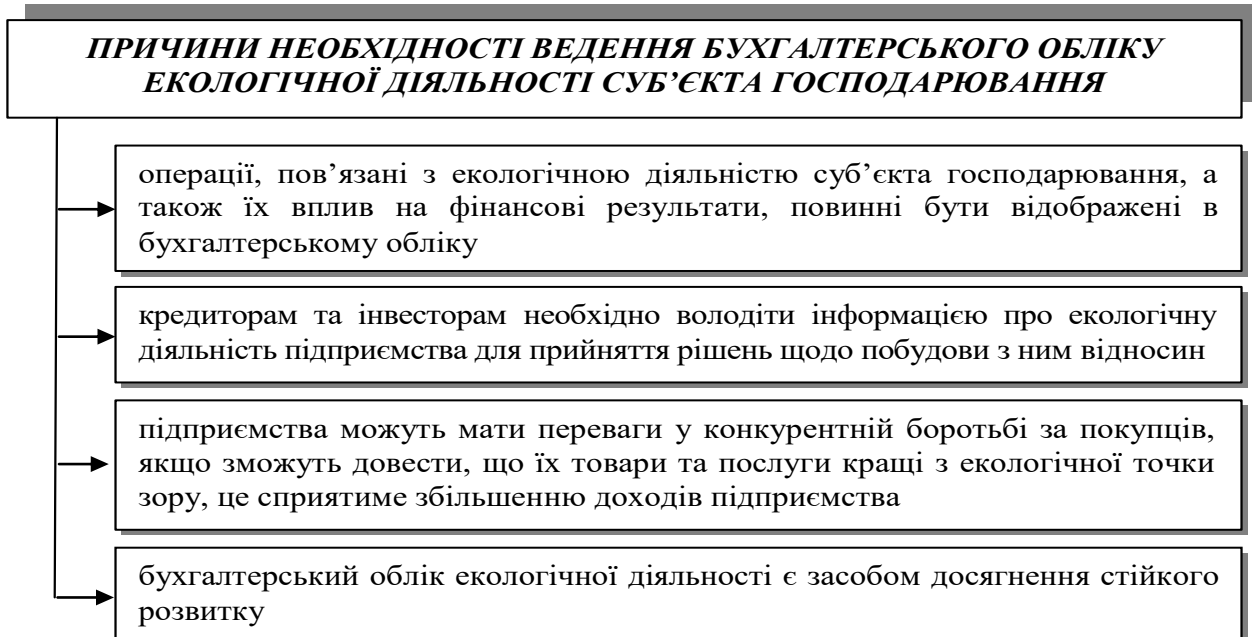 ПРИЧИНИ НЕОБХІДНОСТІ ВЕДЕННЯ БУХГАЛТЕРСЬКОГО ОБЛІКУ
ЕКОЛОГІЧНОЇ ДІЯЛЬНОСТІ СУБ’ЄКТА ГОСПОДАРЮВАННЯ
операції, пов’язані з екологічною діяльністю суб’єкта господарювання, а
також їх вплив на фінансові результати, повинні бути відображені в
бухгалтерському обліку
кредиторам та інвесторам необхідно володіти інформацією про екологічну
діяльність підприємства для прийняття рішень щодо побудови з ним відносин
підприємства можуть мати переваги у конкурентній боротьбі за покупців,
якщо зможуть довести, що їх товари та послуги кращі з екологічної точки
зору, це сприятиме збільшенню доходів підприємства
бухгалтерський облік екологічної діяльності є засобом досягнення стійкого
розвитку